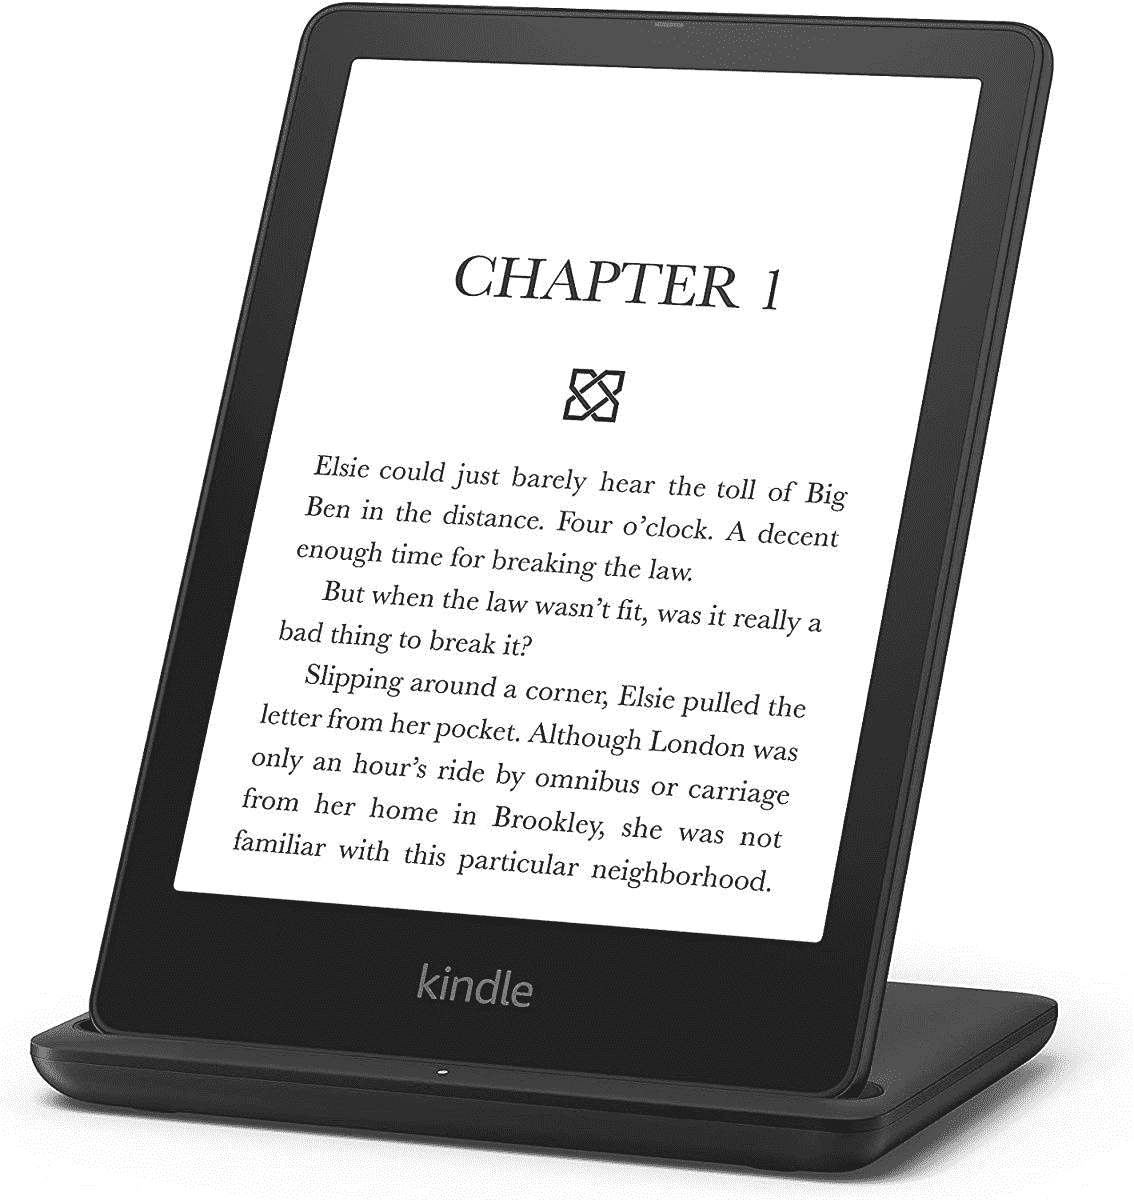 CHAPTER 1
Elsie could just barely hear the toll of Big
Ben in the distance. Four o’clock. A decent
enough time for breaking the law.
But when the law wasn’t fit, was it really a
bad thing to break it?
Slipping around a corner, Elsie pulled the
letter from her pocket. Although London was
only an hour’s ride by omnibus or carriage
from her home in Brookley, she was not
familiar with this particular neighborhood.
kindle